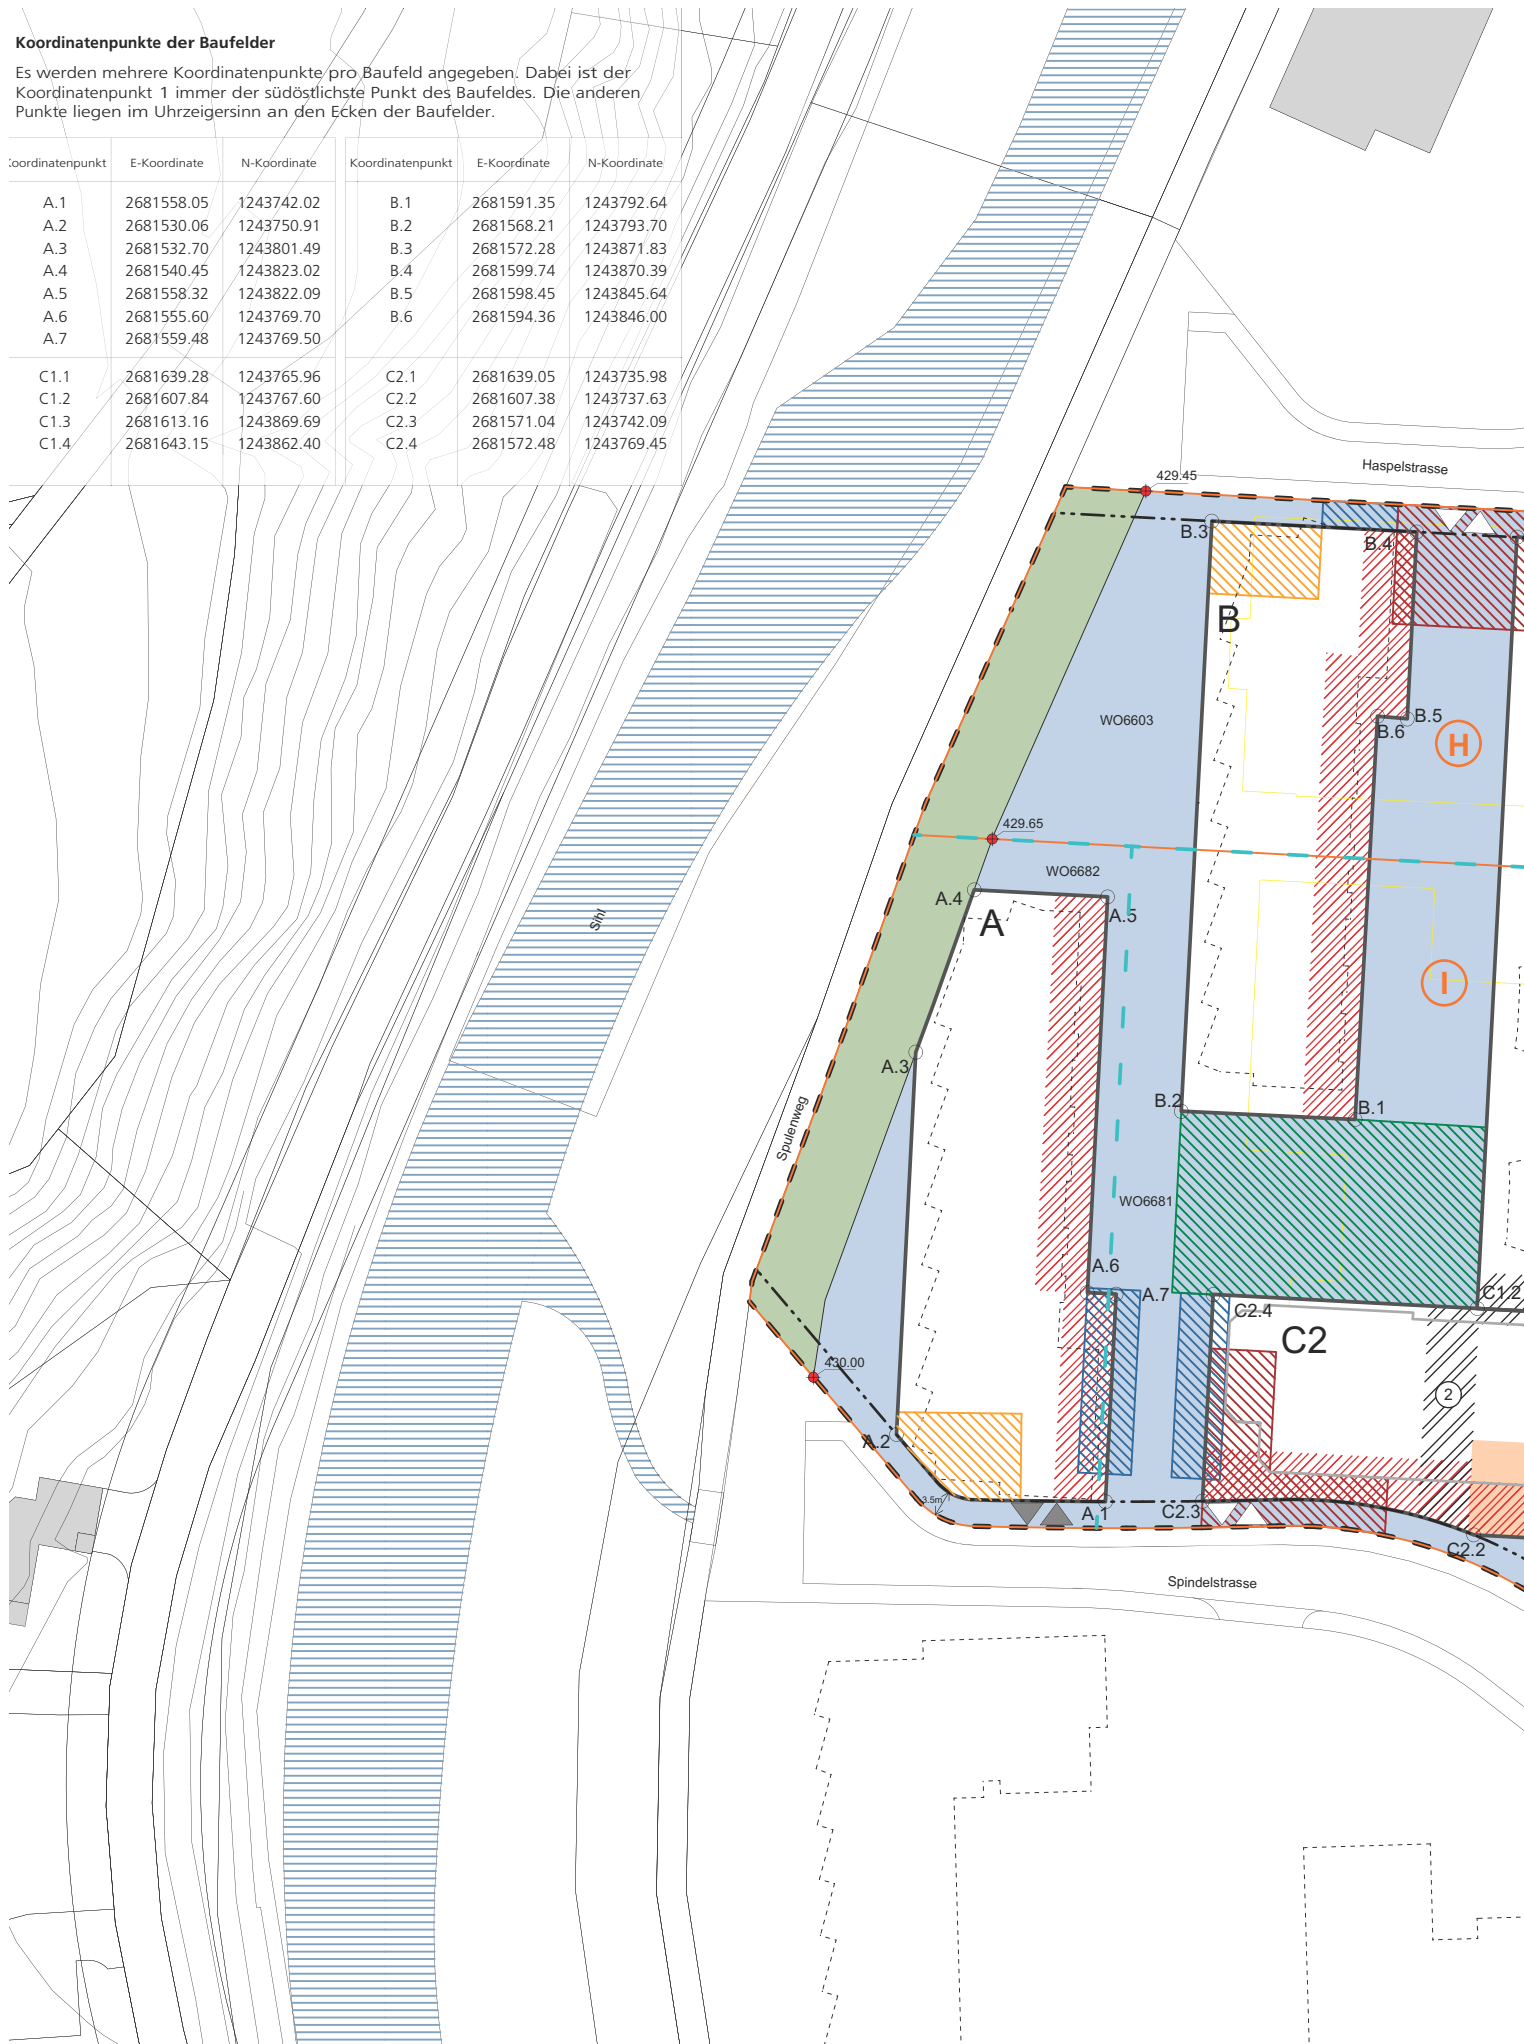 Koordinatenpunkte der Baufelder
Es werden mehrere Koordinatenpunkte pro Baufeld angegeben. Dabei ist der
Koordinatenpunkt 1 immer der südöstlichste Punkt des Baufeldes. Die anderen
Punkte liegen im Uhrzeigersinn an den Ecken der Baufelder.
Koordinatenpunkt E-Koordinate N-Koordinate Koordinatenpunkt E-Koordinate N-Koordinate
A.1 2681558.05 1243742.02 B.1 2681591.35 1243792.64
A.2 2681530.06 1243750.91 B.2 2681568.21 1243793.70
A.3 2681532.70 1243801.49 B.3 2681572.28 1243871.83
A.4 2681540.45 1243823.02 B.4 2681599.74 1243870.39
A.5 2681558.32 1243822.09 B.5 2681598.45 1243845.64
A.6 2681555.60 1243769.70 B.6 2681594.36 1243846.00
A.7 2681559.48 1243769.50
C1.1 2681639.28 1243765.96 C2.1 2681639.05 1243735.98
C1.2 2681607.84 1243767.60 C2.2 2681607.38 1243737.63
C1.3 2681613.16 1243869.69 C2.3 2681571.04 1243742.09
C1.4 2681643.15 1243862.40 C2.4 2681572.48 1243769.45
Haspelstrasse
429.45
B.3
B.4
B
WO6603
B.5
B.6
H
429.65
WO6682
A.4
A
A.5
Sihl
I
A.3
B.2
B.1
Spulenweg
WO6681
A.6
A.7
C1.2
C2.4
C2
430.00
2
A.2
3.5m
A.1
C2.3
C2.2
Spindelstrasse